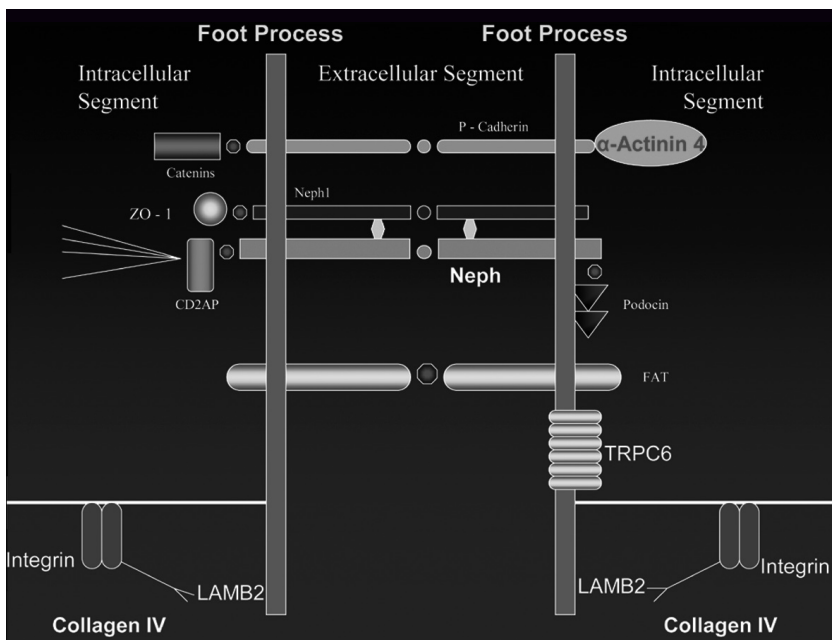 Foot Process
Foot Process
Intracellular
Segment
Extracellular Segment
Intracellular
Segment
P - Cadherin
α-Actinin 4
Catenins
Neph1
ZO - 1
Neph
CD2AP
Podocin
FAT
TRPC6
Integrin
LAMB2
LAMB2
Integrin
Collagen IV
Collagen IV